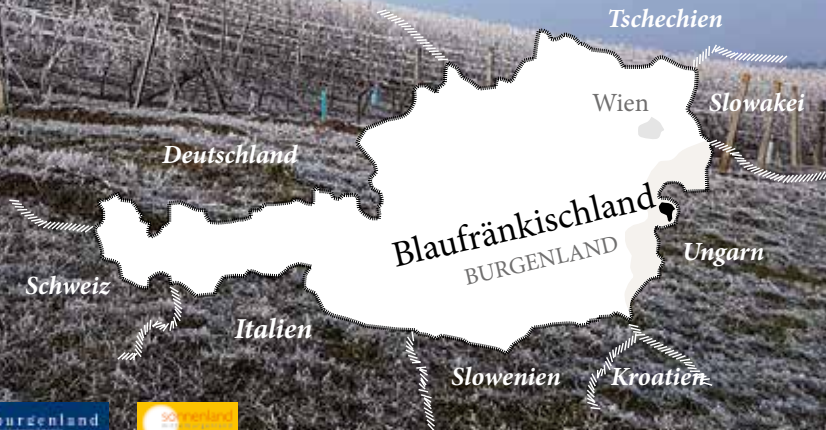 Tschechien
Wien
Slowakei
Deutschland
Blaufränkischland
BURGENLAND
Ungarn
Schweiz
Italien
Slowenien
Kroatien
burgenland
sonnenland